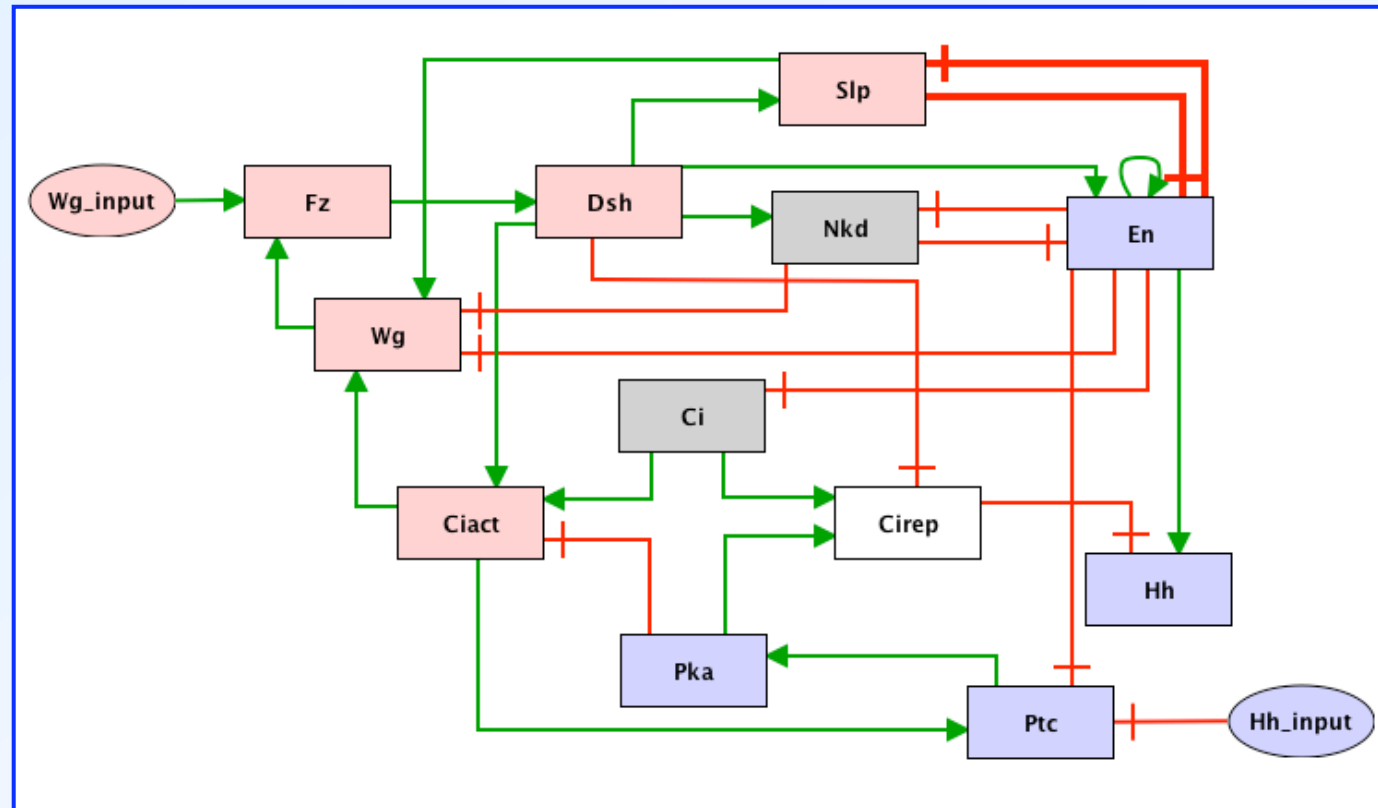 Slp
Wg_input
Fz
Dsh
Nkd
En
Wg
Ci
Ciact
Cirep
Hh
Pka
Ptc
Hh_input